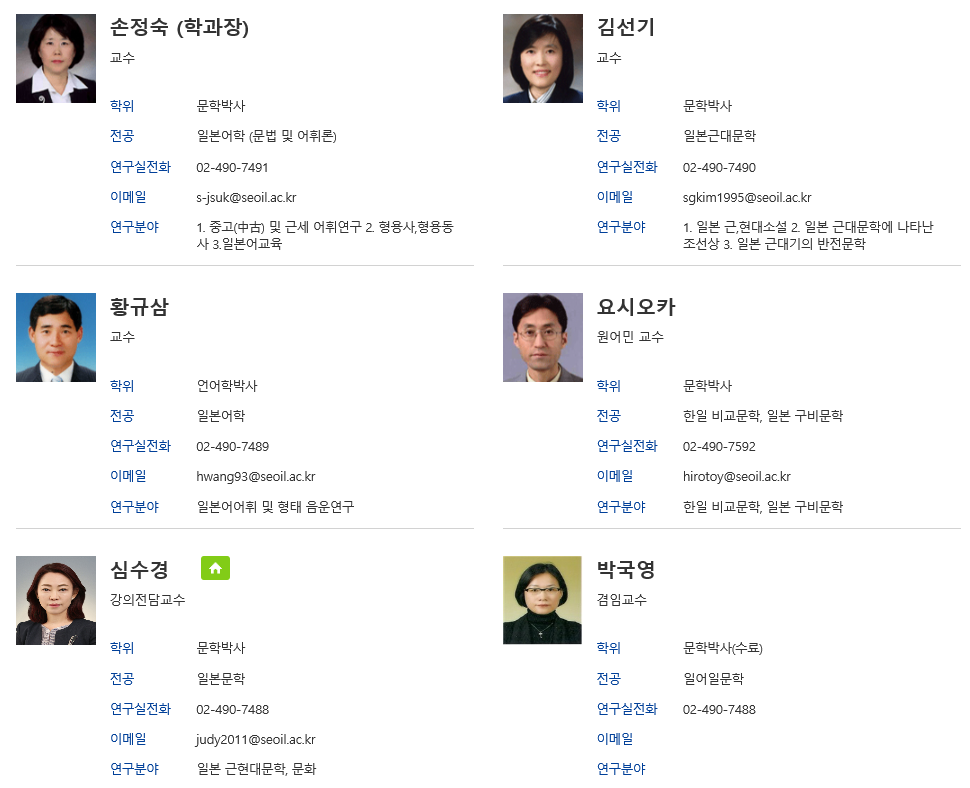 손정숙 (학과장)
교수
학위 문학박사
전공 일본어학 (문법 및 어휘론)
연구실전화 02-490-7491
이메일 s-jsuk@seoil.ac.kr
연구분야 1. 중고(中古) 및 근세 어휘연구 2. 형용사,형용동
사 3.일본어교육
김선기
교수
학위 문학박사
전공 일본근대문학
연구실전화 02-490-7490
이메일 sgkim1995@seoil.ac.kr
연구분야 1. 일본 근,현대소설 2. 일본 근대문학에 나타난
조선상 3. 일본 근대기의 반전문학
황규삼
교수
학위 언어학박사
전공 일본어학
연구실전화 02-490-7489
이메일 hwang93@seoil.ac.kr
연구분야 일본어어휘 및 형태 음운연구
요시오카
원어민 교수
학위 문학박사
전공 한일 비교문학, 일본 구비문학
연구실전화 02-490-7592
이메일 hirotoy@seoil.ac.kr
연구분야 한일 비교문학, 일본 구비문학
심수경
강의전담교수
학위 문학박사
전공 일본문학
연구실전화 02-490-7488
이메일 judy2011@seoil.ac.kr
연구분야 일본 근현대문학, 문화
박국영
겸임교수
학위 문학박사(수료)
전공 일어일문학
연구실전화 02-490-7488
이메일
연구분야